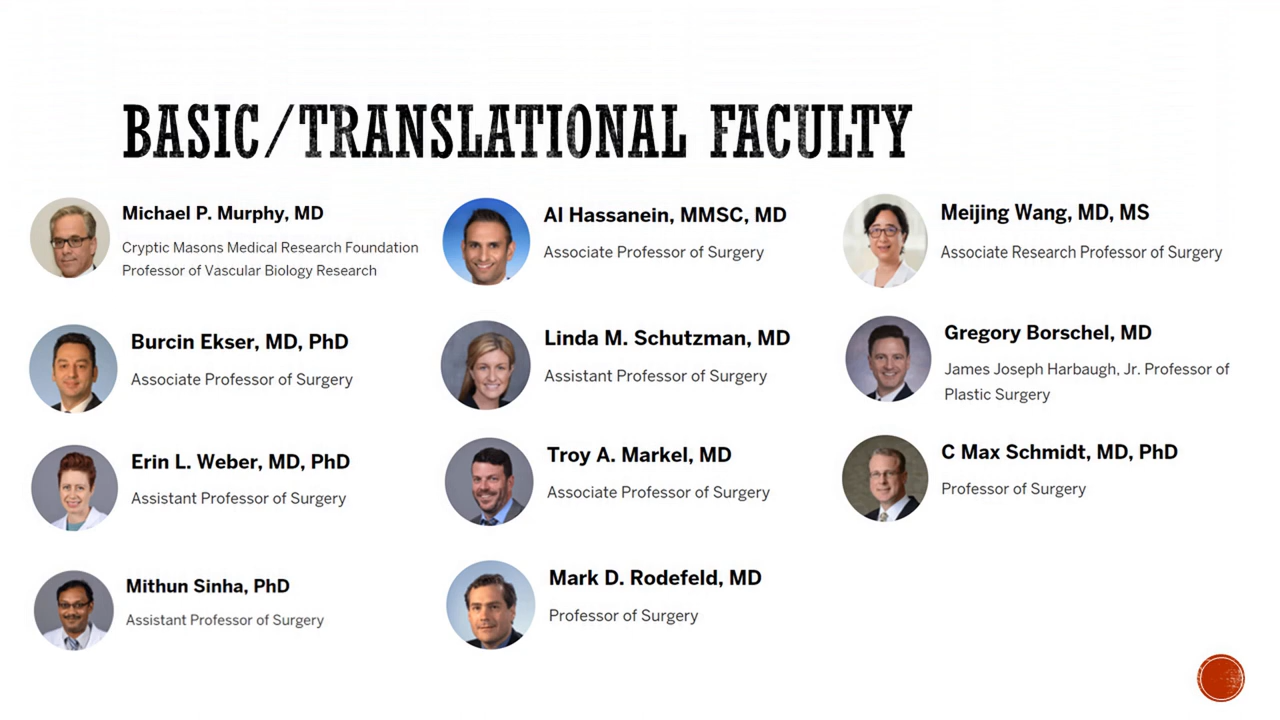 BASIC/TRANSLATIONAL FACULTY
Michael P. Murphy, MD
Cryptic Masons Medical Research Foundation
Professor of Vascular Biology Research
Al Hassanein, MMSC, MD
Associate Professor of Surgery
Meijing Wang, MD, MS
Associate Research Professor of Surgery
Burcin Ekser, MD, PhD
Associate Professor of Surgery
Linda M. Schutzman, MD
Assistant Professor of Surgery
Gregory Borschel, MD
James Joseph Harbaugh, Jr. Professor of
Plastic Surgery
Erin L. Weber, MD, PhD
Assistant Professor of Surgery
Troy A. Markel, MD
Associate Professor of Surgery
C Max Schmidt, MD, PhD
Professor of Surgery
Mithun Sinha, PhD
Assistant Professor of Surgery
Mark D. Rodefeld, MD
Professor of Surgery